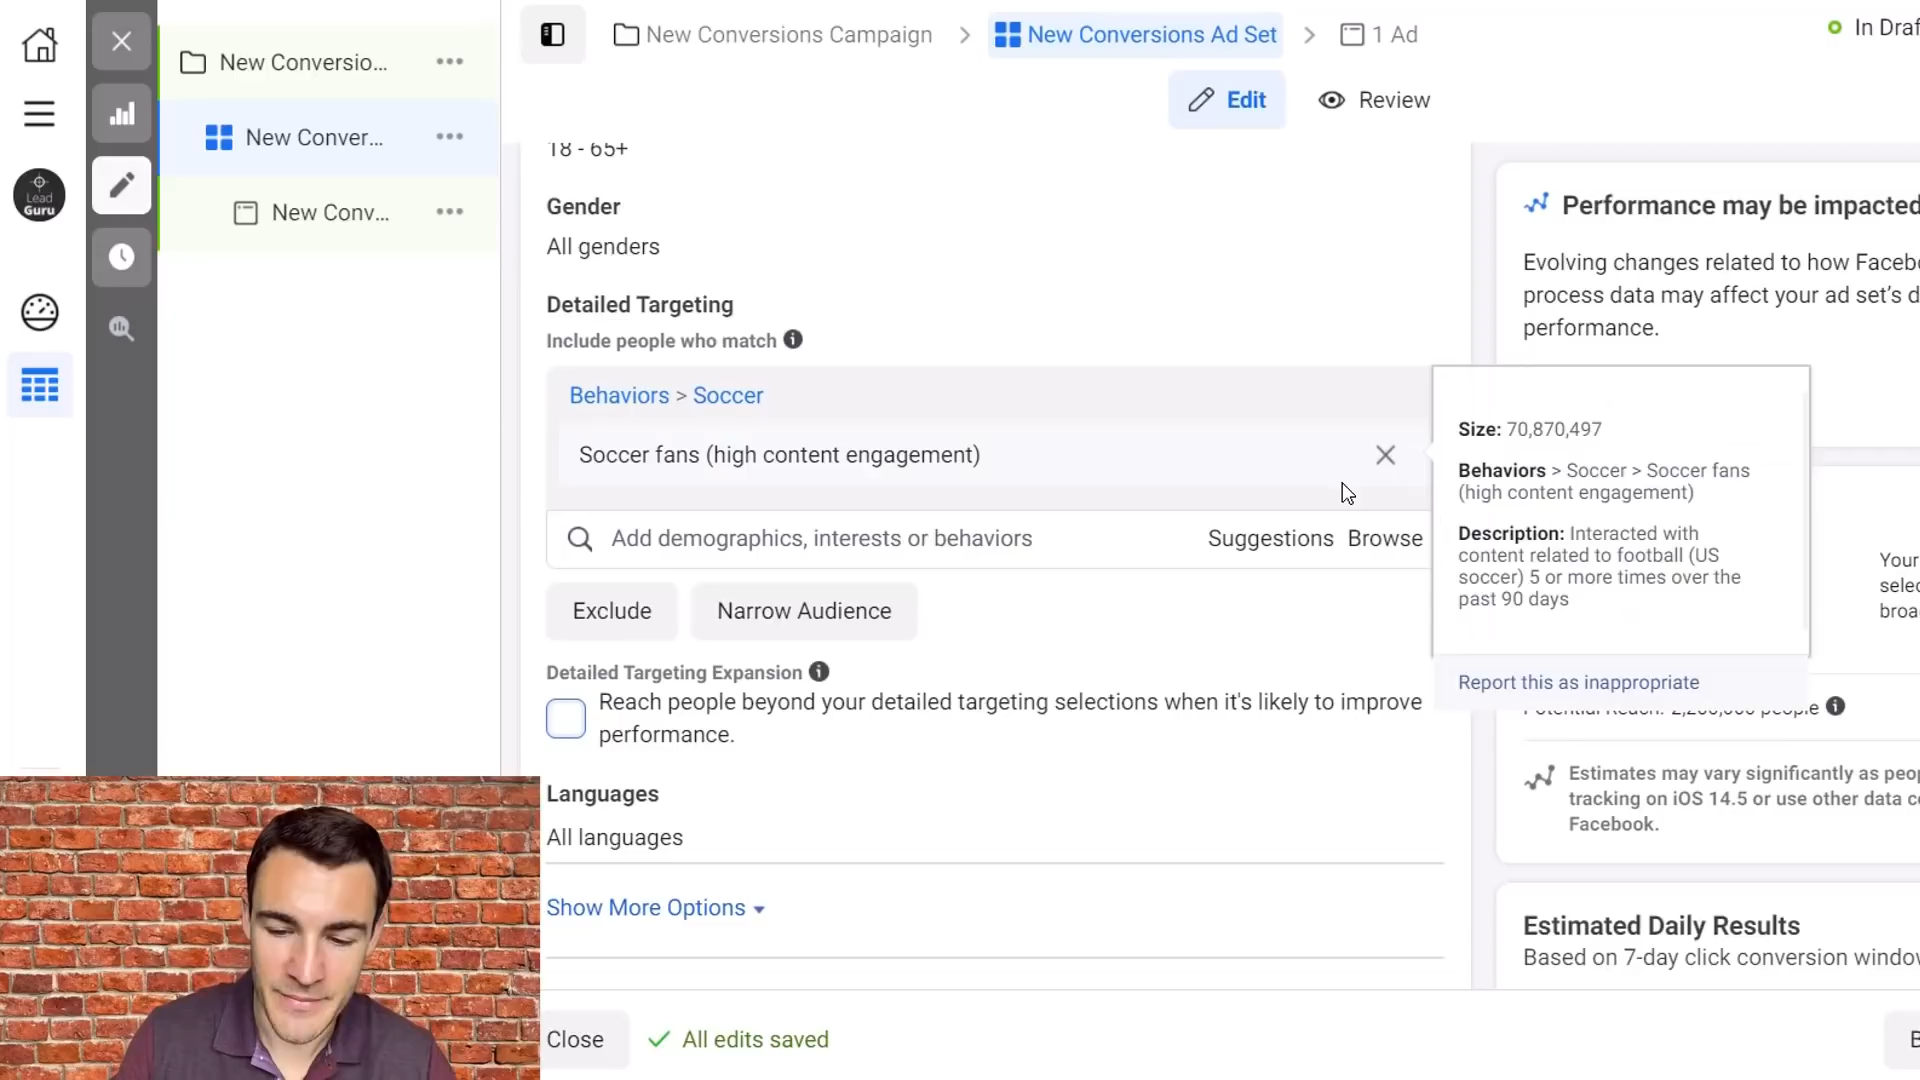 New Conversions Campaign > New Conversions Ad Set > 1 Ad
In Draf
Edit
Review
New Conversio...
New Conver...
New Conv...
Lead
Guru
18 - 65+
Gender
All genders
Detailed Targeting
Include people who match
Behaviors > Soccer
Soccer fans (high content engagement)
Add demographics, interests or behaviors
Suggestions
Browse
Exclude
Narrow Audience
Detailed Targeting Expansion
Reach people beyond your detailed targeting selections when it's likely to improve
performance.
Languages
All languages
Show More Options
Close
All edits saved
Performance may be impacted
Evolving changes related to how Facebo
process data may affect your ad set's d
performance.
Size: 70,870,497
Behaviors > Soccer > Soccer fans
(high content engagement)
Description: Interacted with
content related to football (US
soccer) 5 or more times over the
past 90 days
Report this as inappropriate
Your
selec
broa
Potential Reach: 2,200,000 people
Estimates may vary significantly as peop
tracking on iOS 14.5 or use other data c
Facebook.
Estimated Daily Results
Based on 7-day click conversion window